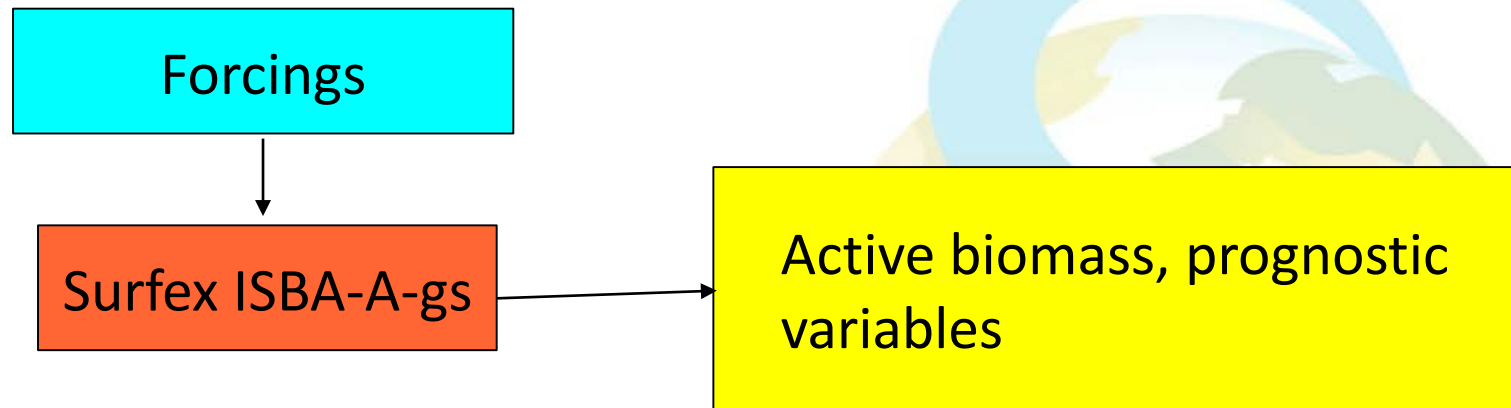 Forcings
Surfex ISBA-A-gs
Active biomass, prognostic
variables